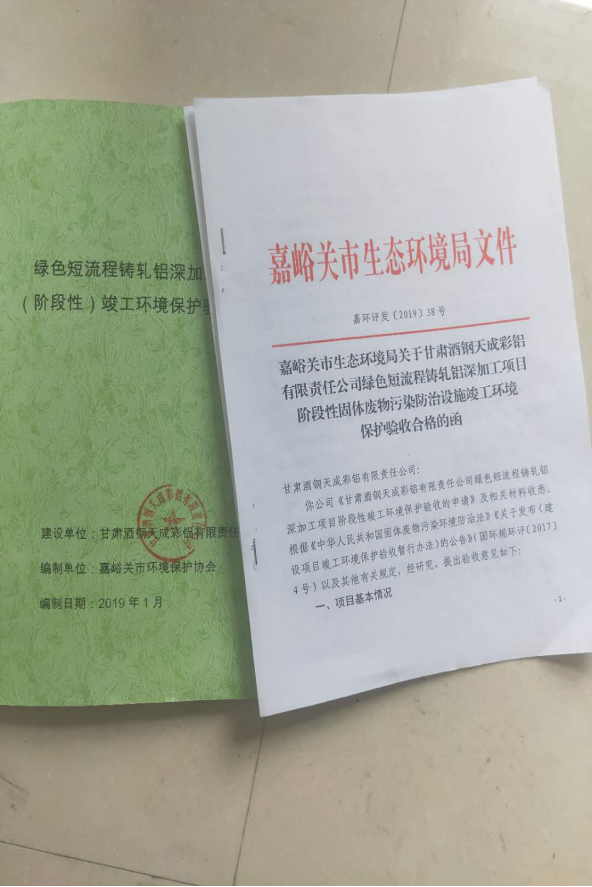 绿色短流程铸轧铝深加
（阶段性）竣工环境保护验
建设单位：甘肃酒钢天成彩铝有限责任
编制单位：嘉峪关市环境保护协会
编制日期：2019年1月
嘉峪关市生态环境局文件
嘉环评发〔2019〕38号
嘉峪关市生态环境局关于甘肃酒钢天成彩铝
有限责任公司绿色短流程铸轧铝深加工项目
阶段性固体废物污染防治设施竣工环境
保护验收合格的函
甘肃酒钢天成彩铝有限责任公司：
你公司《甘肃酒钢天成彩铝有限责任公司绿色短流程铸轧铝
深加工项目阶段性竣工环境保护验收的申请》及相关材料收悉。
根据《中华人民共和国固体废物污染环境防治法》《关于发布（建
设项目竣工环境保护验收暂行办法）的公告》（国环规环评〔2017〕
4号）以及其他有关规定，经研究，提出验收意见如下：
一、项目基本情况
-1-